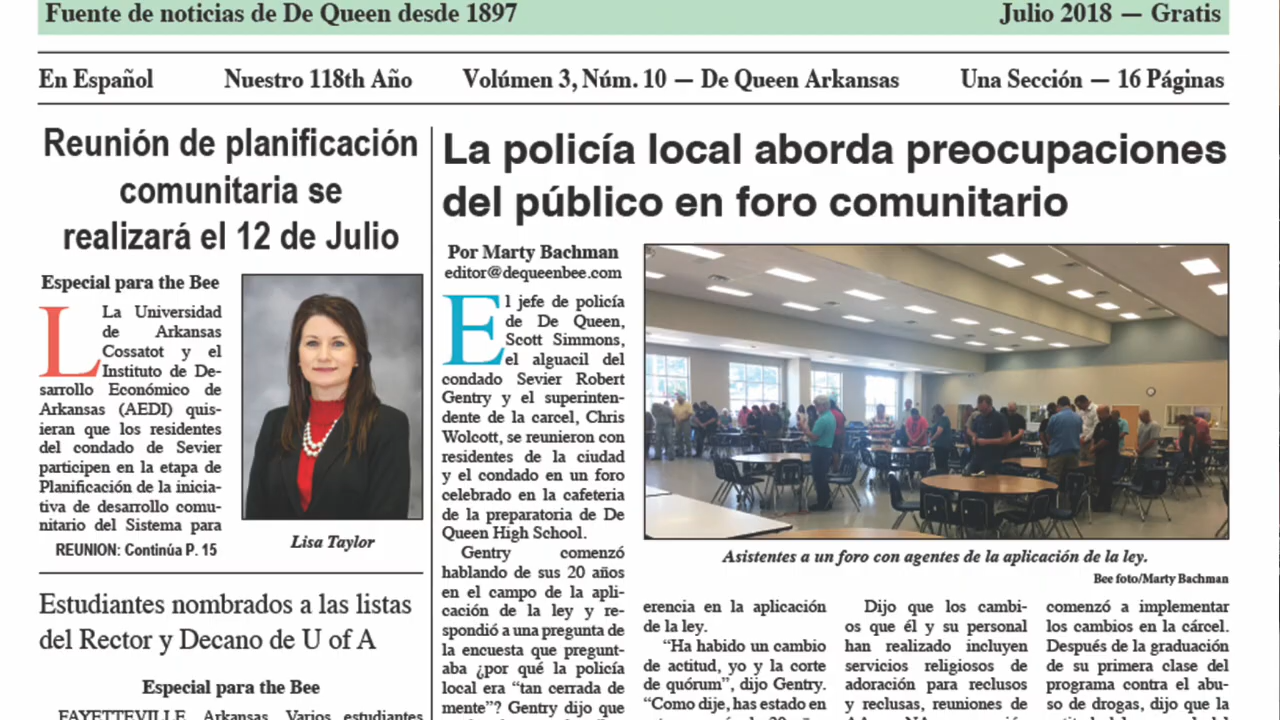 Fuente de noticias de De Queen desde 1897
Julio 2018 — Gratis
En Español
Nuestro 118th Año
Volúmen 3, Núm. 10 — De Queen Arkansas
Una Sección — 16 Páginas
Reunión de planificación
comunitaria se
realizará el 12 de Julio
Especial para the Bee
La Universidad
de Arkansas
Cossatot y el
Instituto de De-
sarrollo Económico de
Arkansas (AEDI) quis-
ieran que los residentes
del condado de Sevier
participen en la etapa de
Planificación de la inicia-
tiva de desarrollo comu-
nitario del Sistema para
REUNION: Continúa P. 15
L
Lisa Taylor
Estudiantes nombrados a las listas
del Rector y Decano de U of A
Especial para the Bee
FAYETTEVILLE, Arkansas. Varios estudiantes
La policía local aborda preocupaciones
del público en foro comunitario
Por Marty Bachman
editor@dequeenbee.com
El jefe de policía
de De Queen,
Scott Simmons,
el alguacil del
condado Sevier Robert
Gentry y el superinten-
dente de la carcel, Chris
Wolcott, se reunieron con
residentes de la ciudad
y el condado en un foro
celebrado en la cafeteria
de la preparatoria de De
Queen High School.
Gentry comenzó
hablando de sus 20 años
en el campo de la apli-
cación de la ley y re-
spondió a una pregunta de
la encuesta que pregunt-
aba ¿por qué la policía
local era “tan cerrada de
mente”? Gentry dijo que
Asistentes a un foro con agentes de la aplicación de la ley.
Bee foto/Marty Bachman
erencia en la aplicación
de la ley.
“Ha habido un cambio
de actitud, yo y la corte
de quórum”, dijo Gentry.
“Como dije, has estado en
Dijo que los cambi-
os que él y su personal
han realizado incluyen
servicios religiosos de
adoración para reclusos
y reclusas, reuniones de
comenzó a implementar
los cambios en la cárcel.
Después de la graduación
de su primera clase del
programa contra el abu-
so de drogas, dijo que la